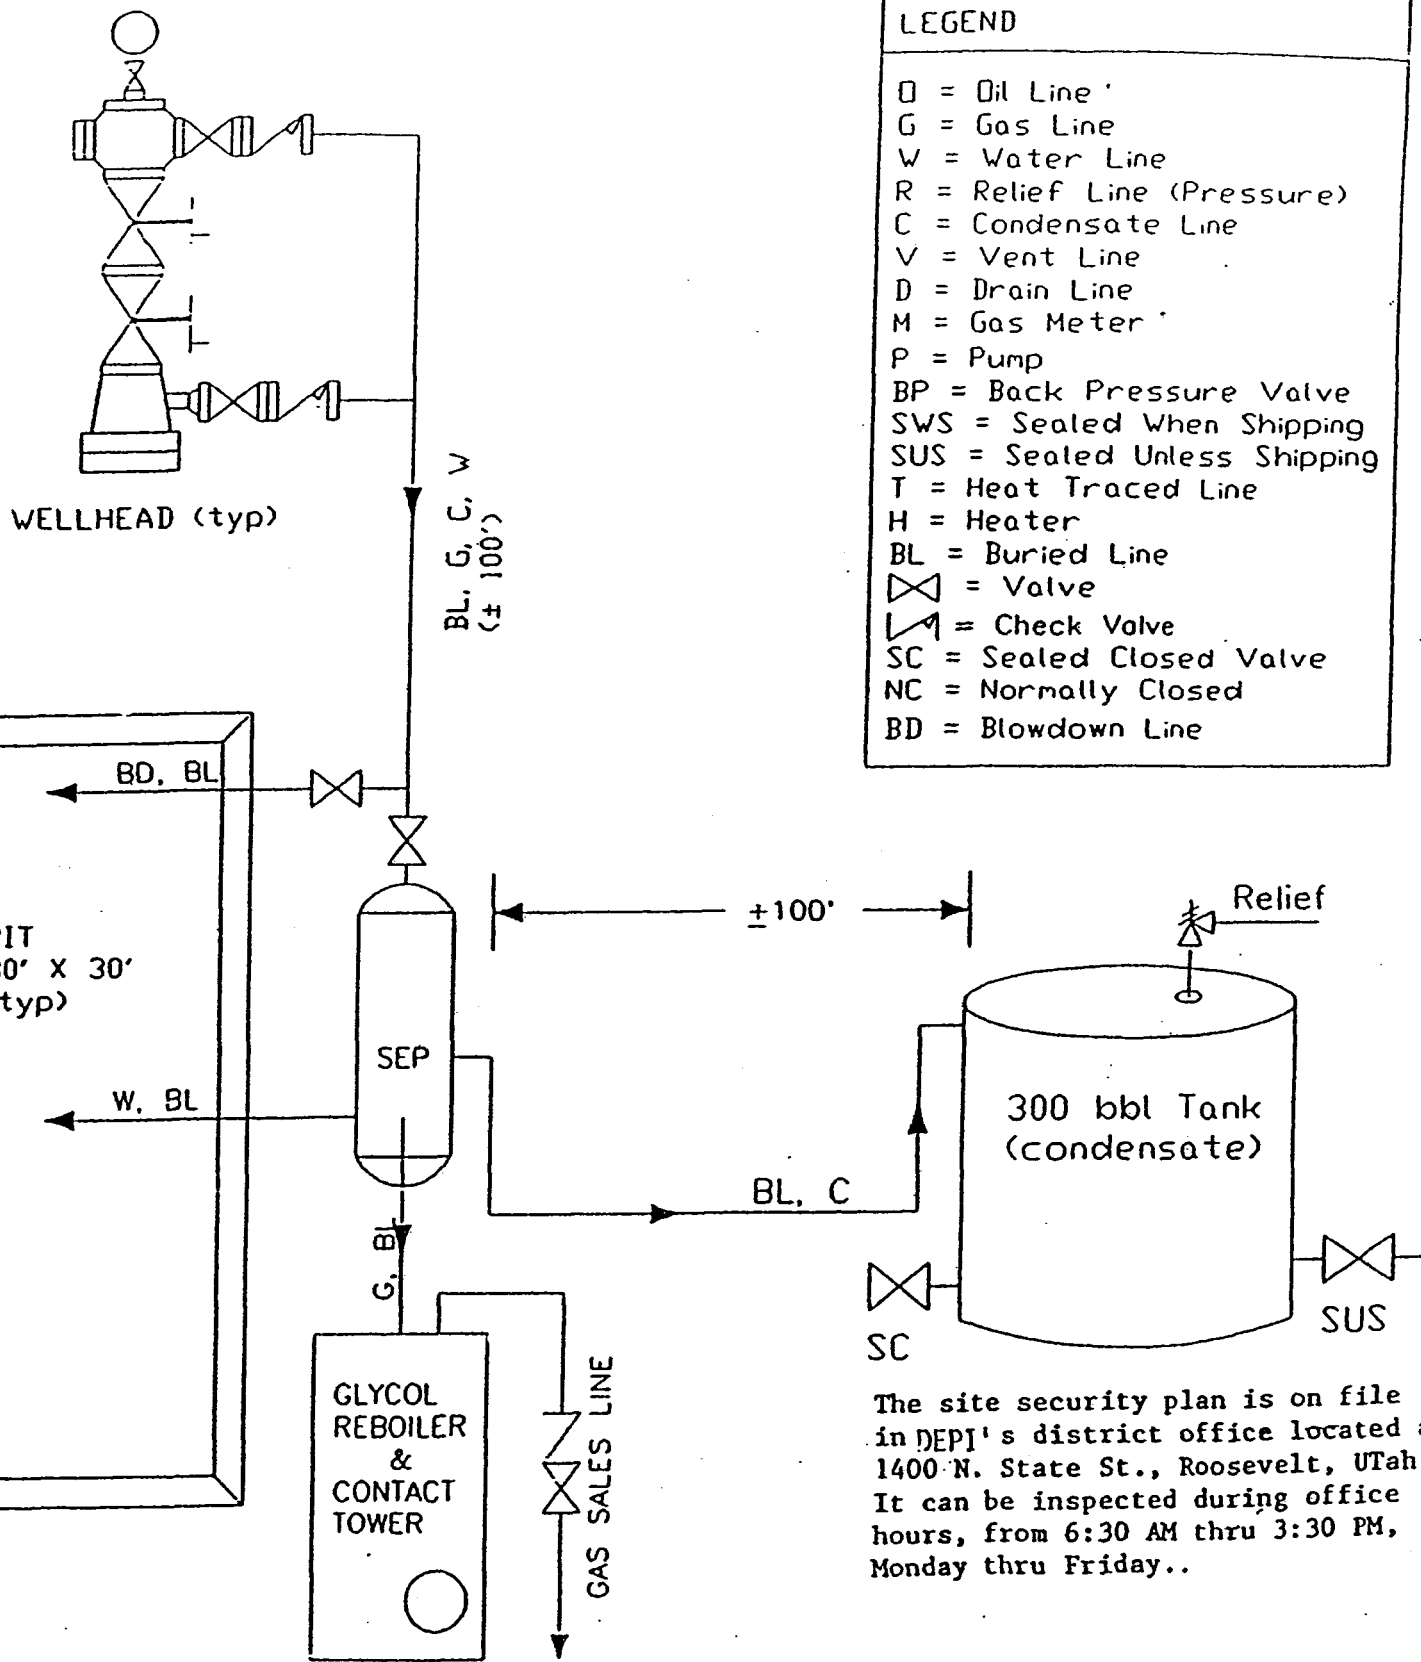 LEGEND
O = Oil Line
G = Gas Line
W = Water Line
R = Relief Line (Pressure)
C = Condensate Line
V = Vent Line
D = Drain Line
M = Gas Meter
P = Pump
BP = Back Pressure Valve
SWS = Sealed When Shipping
SUS = Sealed Unless Shipping
T = Heat Traced Line
H = Heater
BL = Buried Line
= Valve
= Check Valve
SC = Sealed Closed Valve
NC = Normally Closed
BD = Blowdown Line
WELLHEAD (typ)
BL, G, C, W
(± 100')
BD, BL
±100'
Relief
0' X 30'
typ)
SEP
W, BL
300 bbl Tank
(condensate)
BL, C
G, BL
SC
SUS
GLYCOL
REBOILER
&
CONTACT
TOWER
GAS SALES LINE
The site security plan is on file
in DEPI's district office located
1400 N. State St., Roosevelt, UTah
It can be inspected during office
hours, from 6:30 AM thru 3:30 PM,
Monday thru Friday..